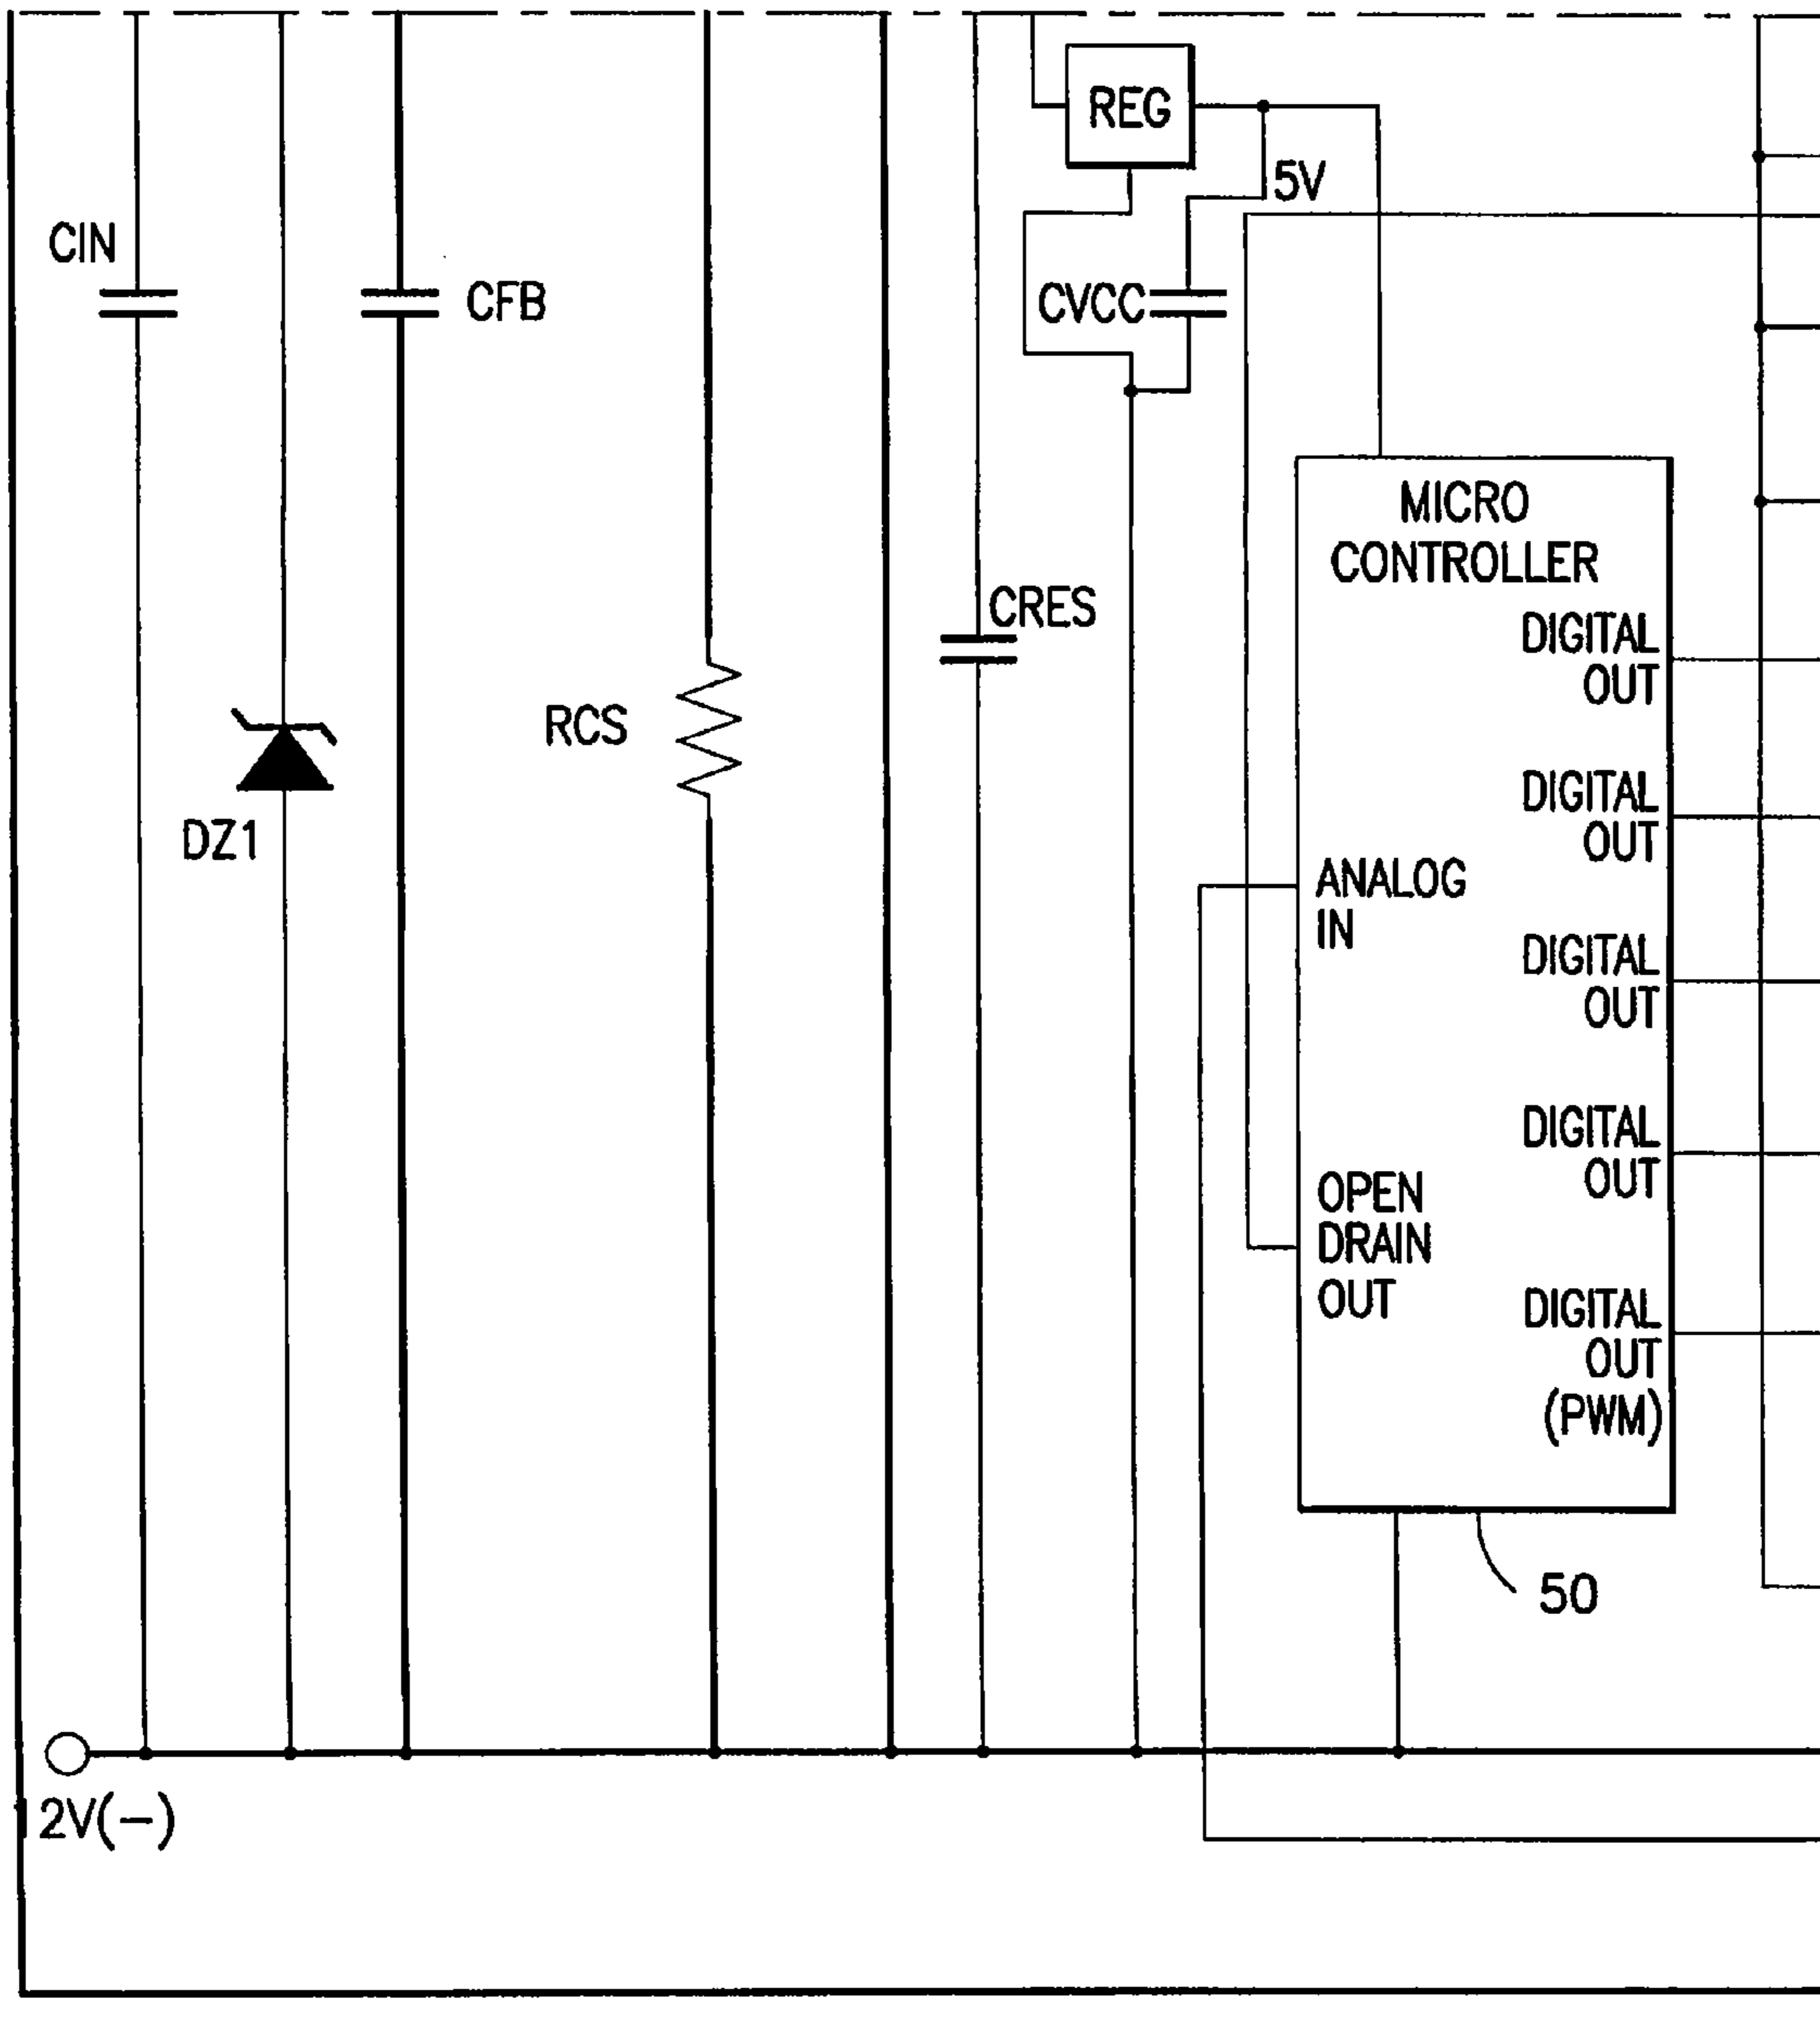 REG
5V
CIN
CFB
CVCC
MICRO
CONTROLLER
CRES
DIGITAL
OUT
RCS
DIGITAL
OUT
DZ1
ANALOG
IN
DIGITAL
OUT
DIGITAL
OUT
OPEN
DRAIN
OUT
DIGITAL
OUT
(PWM)
50
12V(−)